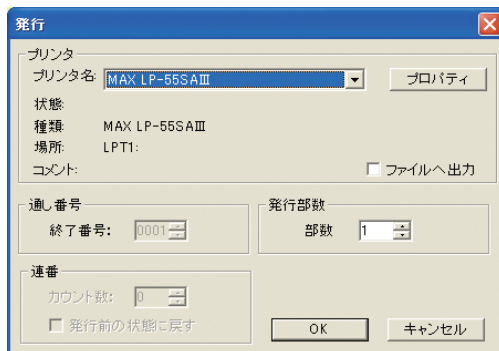 発行
プリンタ
プリンタ名: MAX LP-55SAⅢ プロパティ
状態:
種類: MAX LP-55SAⅢ
場所: LPT1:
コメント: ファイルへ出力
通し番号
終了番号: 0001
発行部数
部数 1
連番
カウント数: 0
発行前の状態に戻す
OK キャンセル